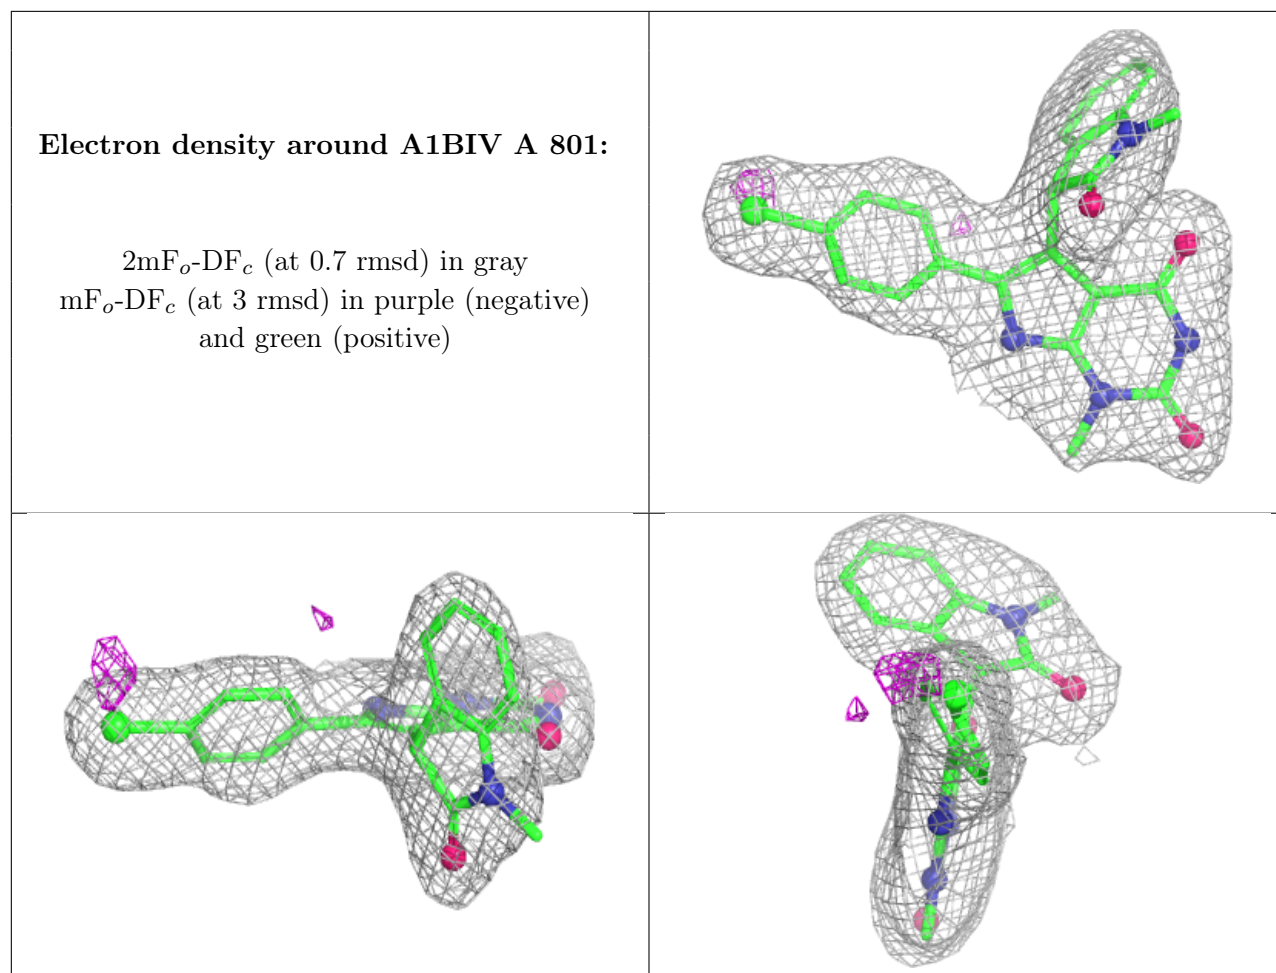 Electron density around A1BIV A 801:
2mFo-DFc (at 0.7 rmsd) in gray
mFo-DFc (at 3 rmsd) in purple (negative)
and green (positive)